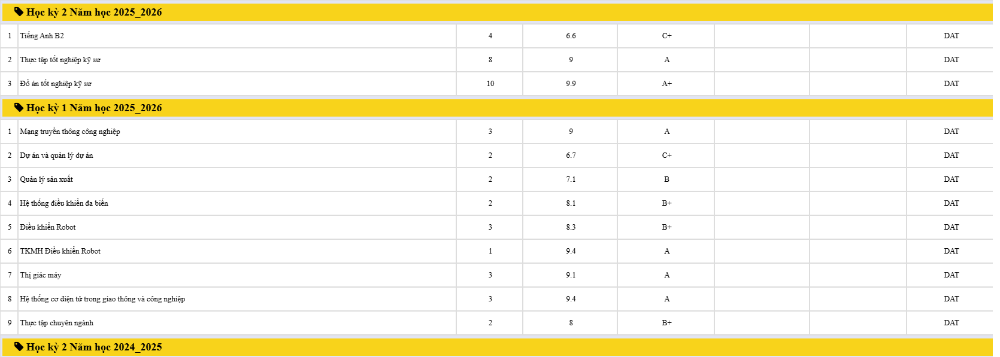 Học kỳ 2 Năm học 2025_2026
1 Tiếng Anh B2 4 6.6 C+ DAT
2 Thực tập tốt nghiệp kỹ sư 8 9 A DAT
3 Đồ án tốt nghiệp kỹ sư 10 9.9 A+ DAT
Học kỳ 1 Năm học 2025_2026
1 Mạng truyền thông công nghiệp 3 9 A DAT
2 Dự án và quản lý dự án 2 6.7 C+ DAT
3 Quản lý sản xuất 2 7.1 B DAT
4 Hệ thống điều khiển đa biến 2 8.1 B+ DAT
5 Điều khiển Robot 3 8.3 B+ DAT
6 TKMH Điều khiển Robot 1 9.4 A DAT
7 Thị giác máy 3 9.1 A DAT
8 Hệ thống cơ điện tử trong giao thông và công nghiệp 3 9.4 A DAT
9 Thực tập chuyên ngành 2 8 B+ DAT
Học kỳ 2 Năm học 2024_2025